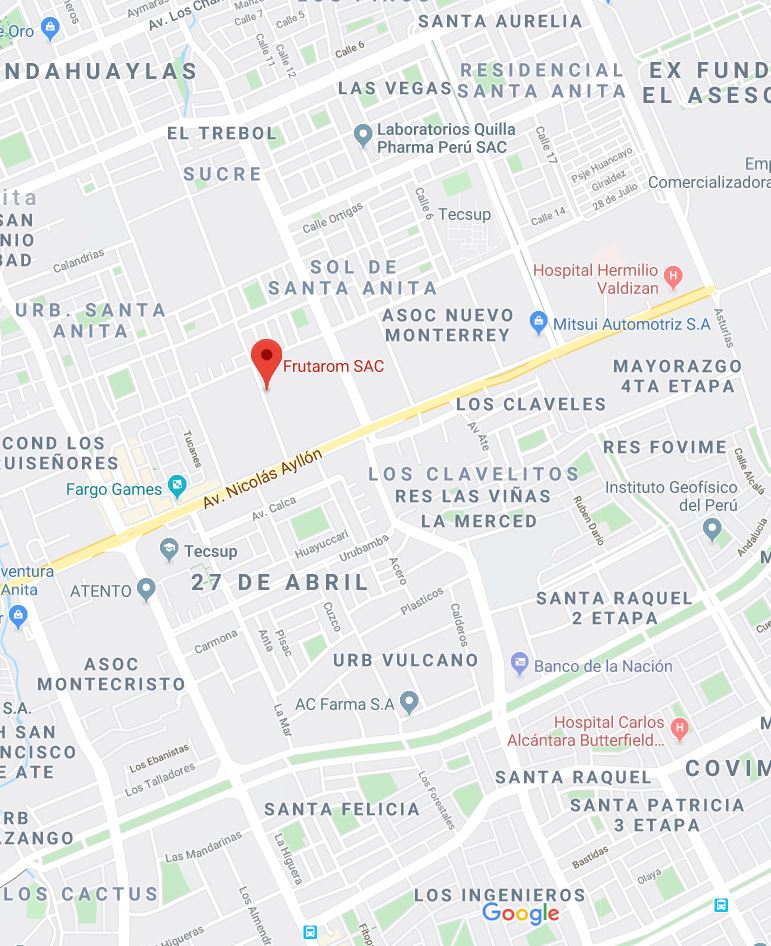 LOS PINOS
SANTA AURELIA
Aymaras
Av. Los Cha
e Oro
Calle 11
Calle 12
Calle 6
NDAHUAYLAS
LAS VEGAS
RESIDENCIAL
SANTA ANITA
EX FUND
EL ASESO
Calle 7
Calle 5
EL TREBOL
Laboratorios Quilla
Pharma Perú SAC
Calle 17
SUCRE
Psje Huancayo
Giraldez
28 de Julio
Emp
Comercializadora
nita
SAN
NIO
BAD
Calle Ortigas
Calle 6
Tecsup
Calle 14
Calandrias
SOL DE
SANTA ANITA
Hospital Hermilio
Valdizan
URB. SANTA
ANITA
ASOC NUEVO
MONTERREY
Mitsui Automotriz S.A
Asturias
Frutarom SAC
MAYORAZGO
4TA ETAPA
LOS CLAVELES
COND LOS
RUISEÑORES
Tucanes
Av Ate
RES FOVIME
Calle Alcalá
Av. Nicolás Ayllón
Fargo Games
LOS CLAVELITOS
RES LAS VIÑAS
LA MERCED
Instituto Geofísico
del Perú
Av. Calca
Ruben Dario
Andalucia
Huayuccari
Urubamba
Tecsup
Acero
aventura
Anita
ATENTO
27 DE ABRIL
Plasticos
SANTA RAQUEL
2 ETAPA
Cuzco
Calderos
Carmona
Anta
Pisac
ASOC
MONTECRISTO
URB VULCANO
Banco de la Nación
S.A.
AC Farma S.A
La Mar
H SAN
NCISCO
E ATE
Hospital Carlos
Alcántara Butterfield...
Los Ebanistas
Los Talladores
SANTA RAQUEL
COVIM
Los Forestales
SANTA FELICIA
SANTA PATRICIA
3 ETAPA
RB
AZANGO
Las Mandarinas
La Higuera
Bastidas
Olaya
LOS CACTUS
Los Almend
LOS INGENIEROS
Google
Higueras
Fitop